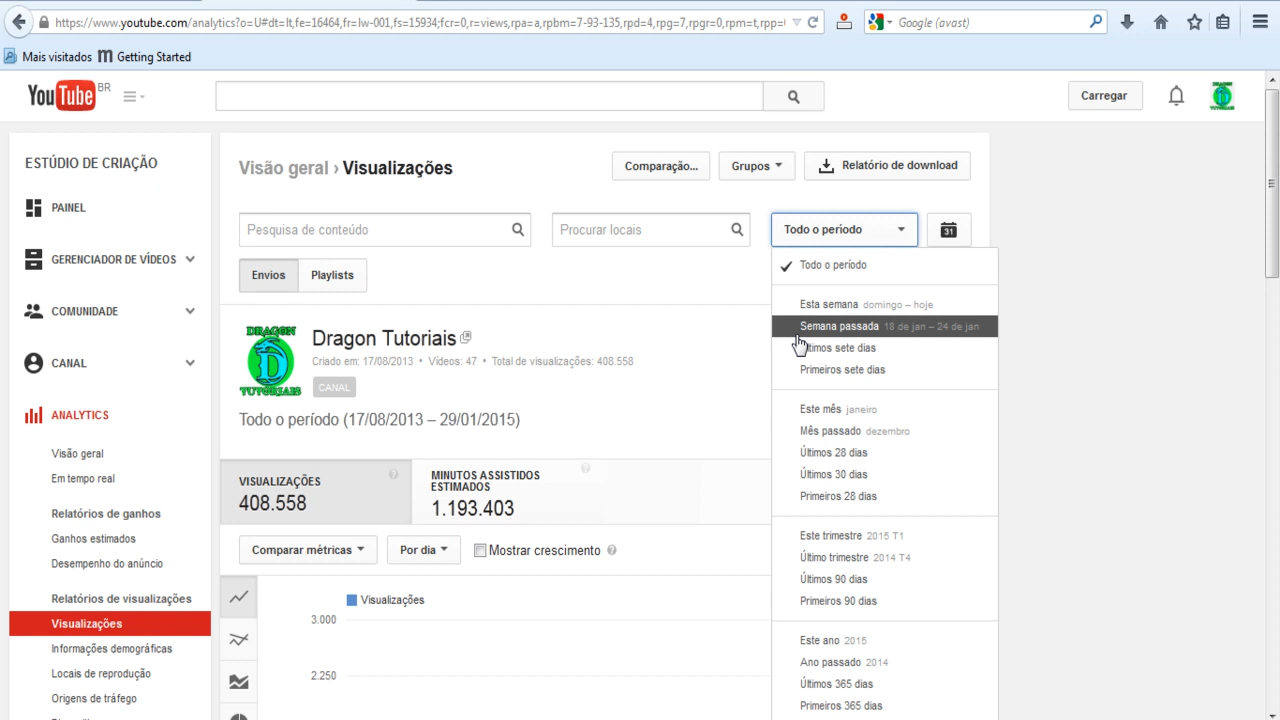 https://www.youtube.com/analytics?o=U#dt=lt,fe=16464,fr=lw-001,fs=15934;fcr=0,r=views,rpa=a,rpbm=7-93-135,rpd=4,rpg=7,rpgr=0,rpm=t,rpp=
Google (avast)
Mais visitados
Getting Started
YouTube BR
Carregar
DRAGON TUTORIAIS
ESTÚDIO DE CRIAÇÃO
PAINEL
GERENCIADOR DE VÍDEOS
COMUNIDADE
CANAL
ANALYTICS
Visão geral
Em tempo real
Relatórios de ganhos
Ganhos estimados
Desempenho do anúncio
Relatórios de visualizações
Visualizações
Informações demográficas
Locais de reprodução
Origens de tráfego
Visão geral › Visualizações
Comparação...
Grupos
Relatório de download
Pesquisa de conteúdo
Procurar locais
Todo o período
31
Envios
Playlists
DRAGON
TUTORIAIS
Dragon Tutoriais
Criado em: 17/08/2013 • Vídeos: 47 • Total de visualizações: 408.558
CANAL
Todo o período (17/08/2013 – 29/01/2015)
VISUALIZAÇÕES
408.558
MINUTOS ASSISTIDOS
ESTIMADOS
1.193.403
Comparar métricas
Por dia
Mostrar crescimento
Visualizações
3.000
2.250
Todo o período
Esta semana domingo – hoje
Semana passada 18 de jan – 24 de jan
Últimos sete dias
Primeiros sete dias
Este mês janeiro
Mês passado dezembro
Últimos 28 dias
Últimos 30 dias
Primeiros 28 dias
Este trimestre 2015 T1
Último trimestre 2014 T4
Últimos 90 dias
Primeiros 90 dias
Este ano 2015
Ano passado 2014
Últimos 365 dias
Primeiros 365 dias